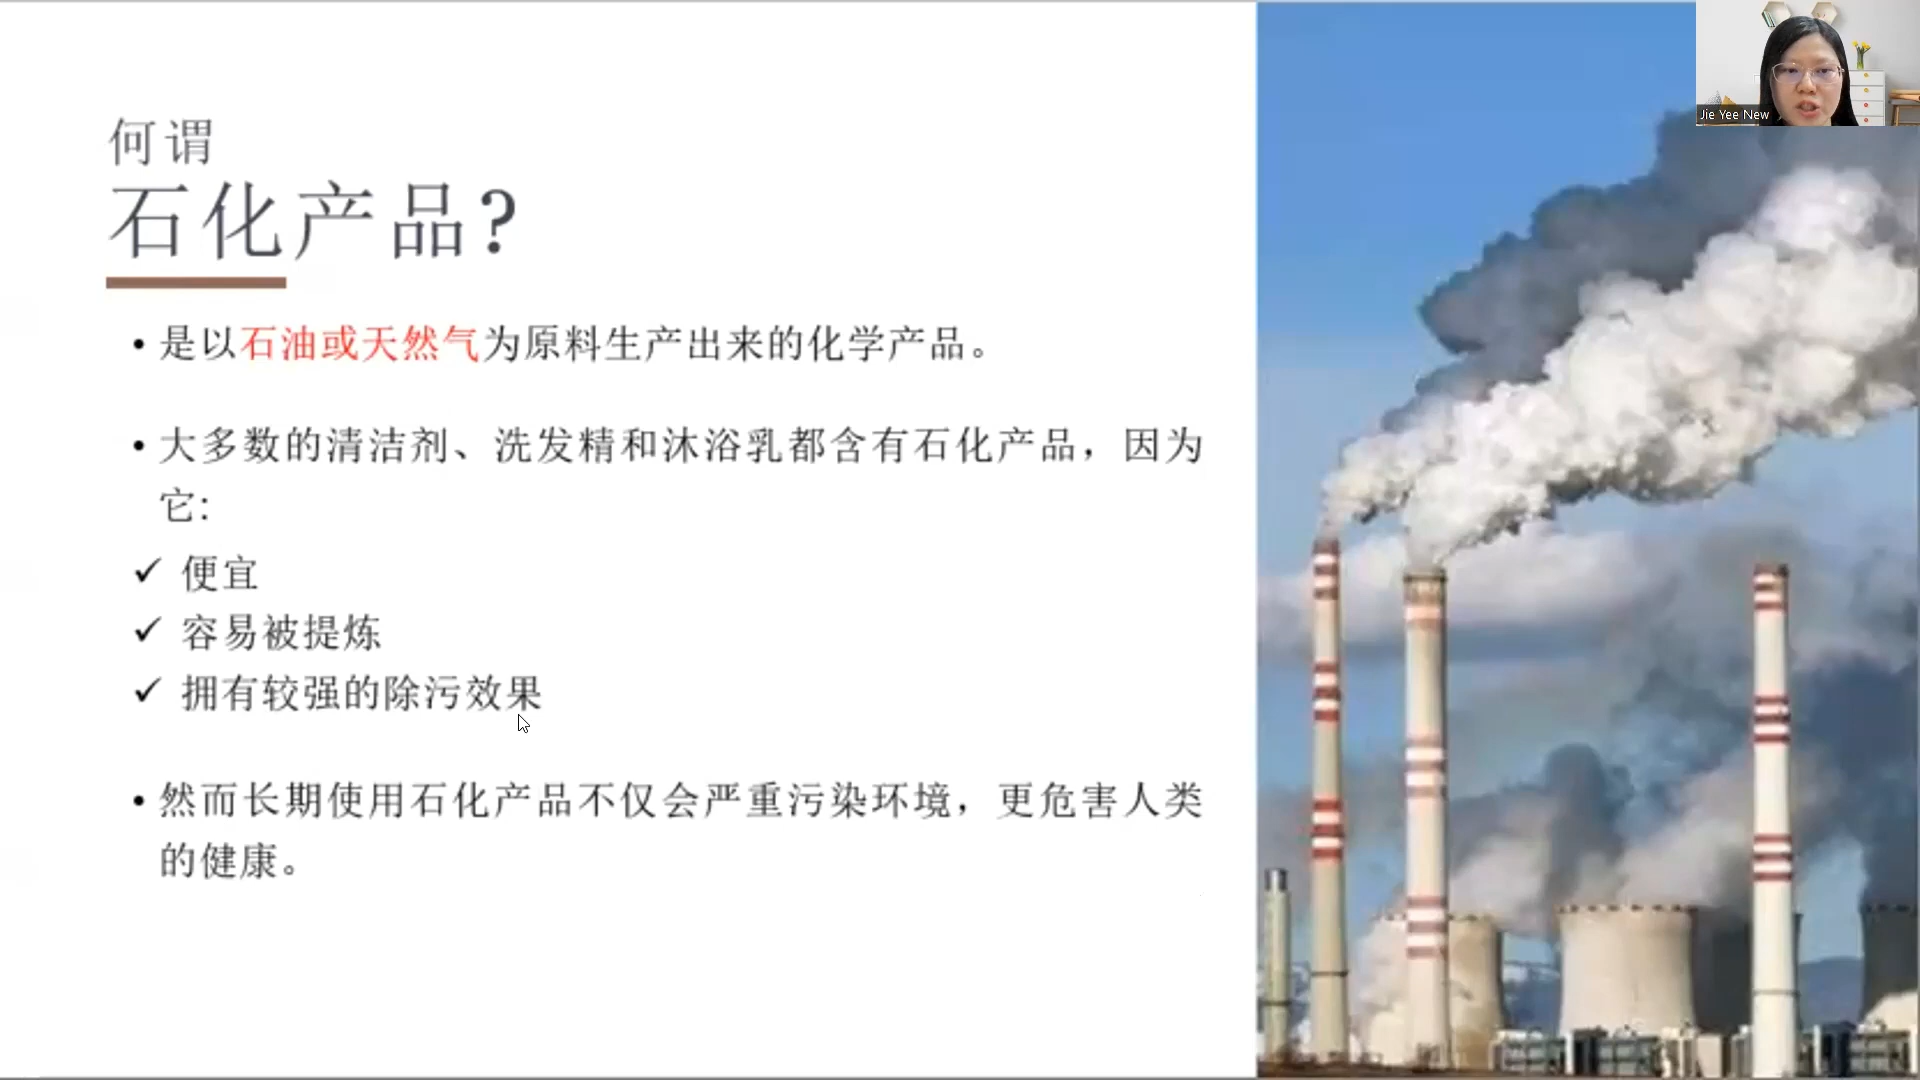 何谓
石化产品?
• 是以石油或天然气为原料生产出来的化学产品。
• 大多数的清洁剂、洗发精和沐浴乳都含有石化产品，因为
它:
✓ 便宜
✓ 容易被提炼
✓ 拥有较强的除污效果
• 然而长期使用石化产品不仅会严重污染环境，更危害人类
的健康。
Jie Yee New